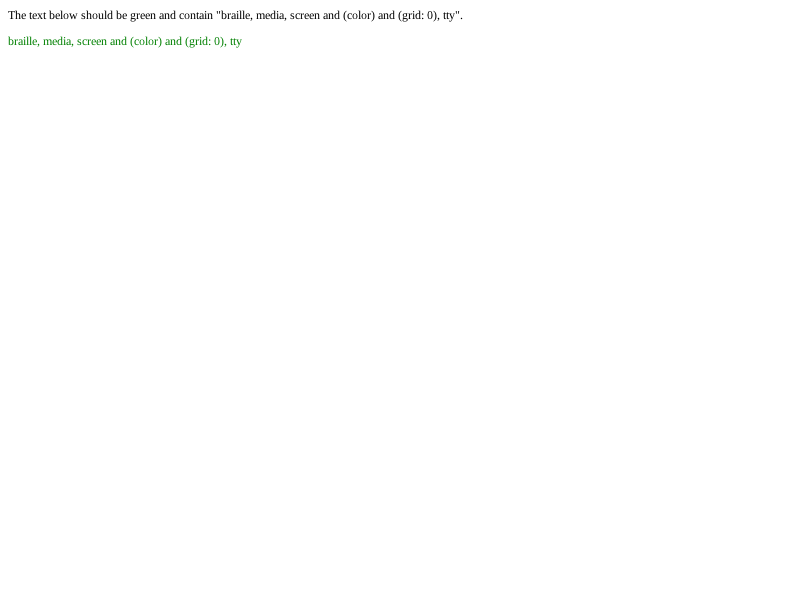 The text below should be green and contain "braille, media, screen and (color) and (grid: 0), tty".
braille, media, screen and (color) and (grid: 0), tty